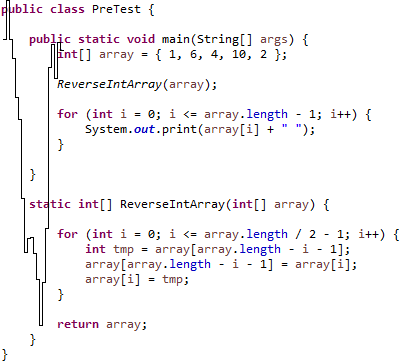 public class PreTest {
public static void main(String[] args) {
int[] array = { 1, 6, 4, 10, 2 };
ReverseIntArray(array);
for (int i = 0; i <= array.length - 1; i++) {
System.out.print(array[i] + " ");
}
}
static int[] ReverseIntArray(int[] array) {
for (int i = 0; i <= array.length / 2 - 1; i++) {
int tmp = array[array.length - i - 1];
array[array.length - i - 1] = array[i];
array[i] = tmp;
}
return array;
}
}